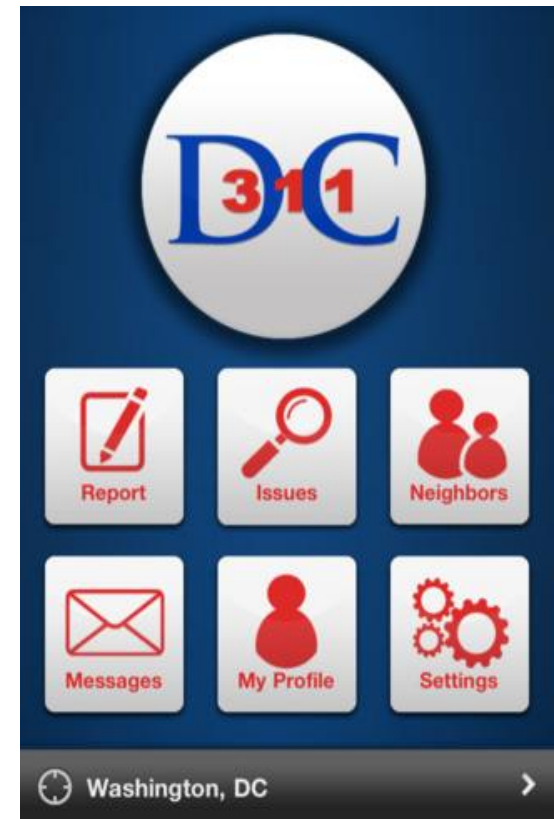 DC
311
Report
Issues
Neighbors
Messages
My Profile
Settings
Washington, DC